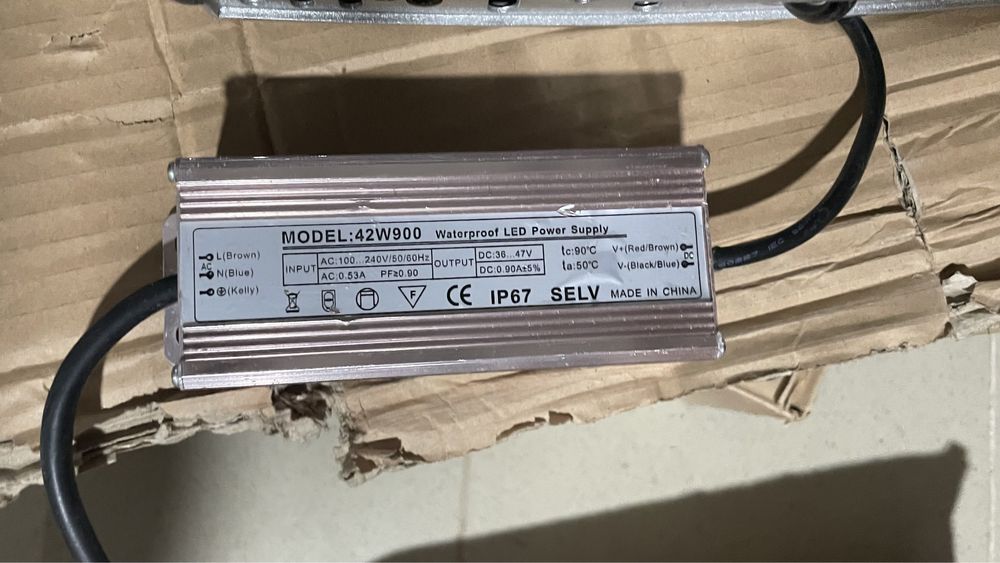 MODEL:42W900 Waterproof LED Power Supply
L(Brown)
AC
N(Blue)
(Kelly)
INPUT
AC:100...240V/50/60Hz
AC:0.53A PF≥0.90
OUTPUT
DC:36...47V
DC:0.90A±5%
tc:90℃
ta:50℃
V+(Red/Brown)
DC
V-(Black/Blue)
F CE IP67 SELV MADE IN CHINA